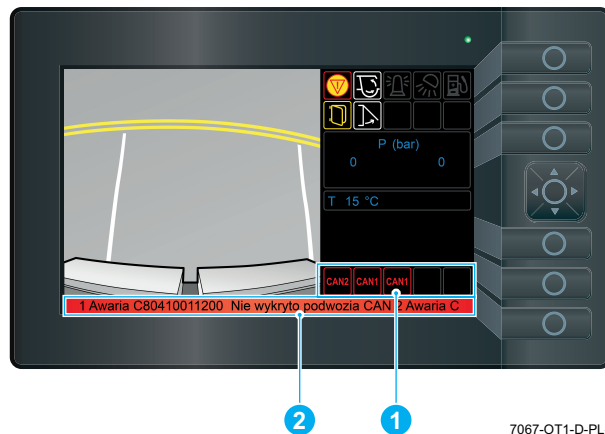 P (bar)
0 0
T 15 °C
CAN2 CAN1 CAN1
1 Awaria C80410011200 Nie wykryto podwozia CAN 2 Awaria C
2 1
7067-OT1-D-PL